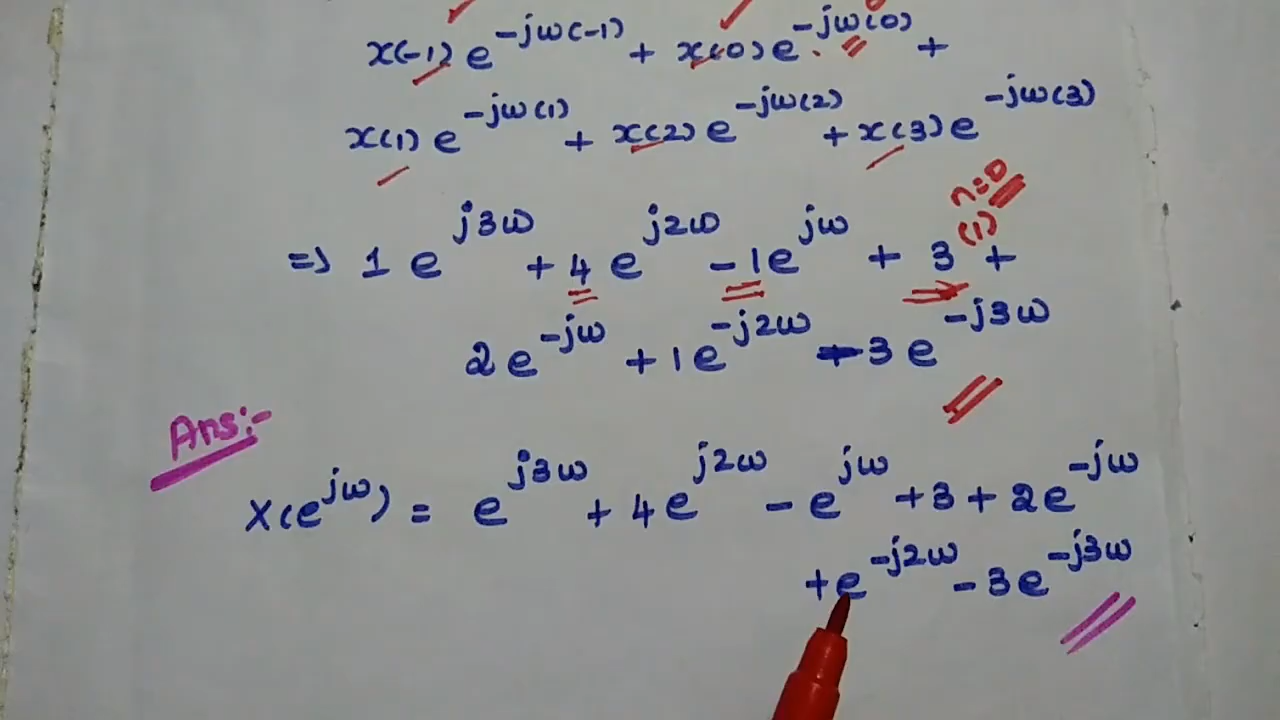 x(-1) e^{-jω(-1)} + x(0) e^{-jω(0)} +
x(1) e^{-jω(1)} + x(2) e^{-jω(2)} + x(3) e^{-jω(3)}
n=0
(1)
=> 1 e^{j3ω} + 4 e^{j2ω} - 1e^{jω} + 3 +
2e^{-jω} + 1e^{-j2ω} - 3e^{-j3ω}
Ans:-
X(e^{jω}) = e^{j3ω} + 4e^{j2ω} - e^{jω} + 3 + 2e^{-jω}
+ e^{-j2ω} - 3e^{-j3ω}